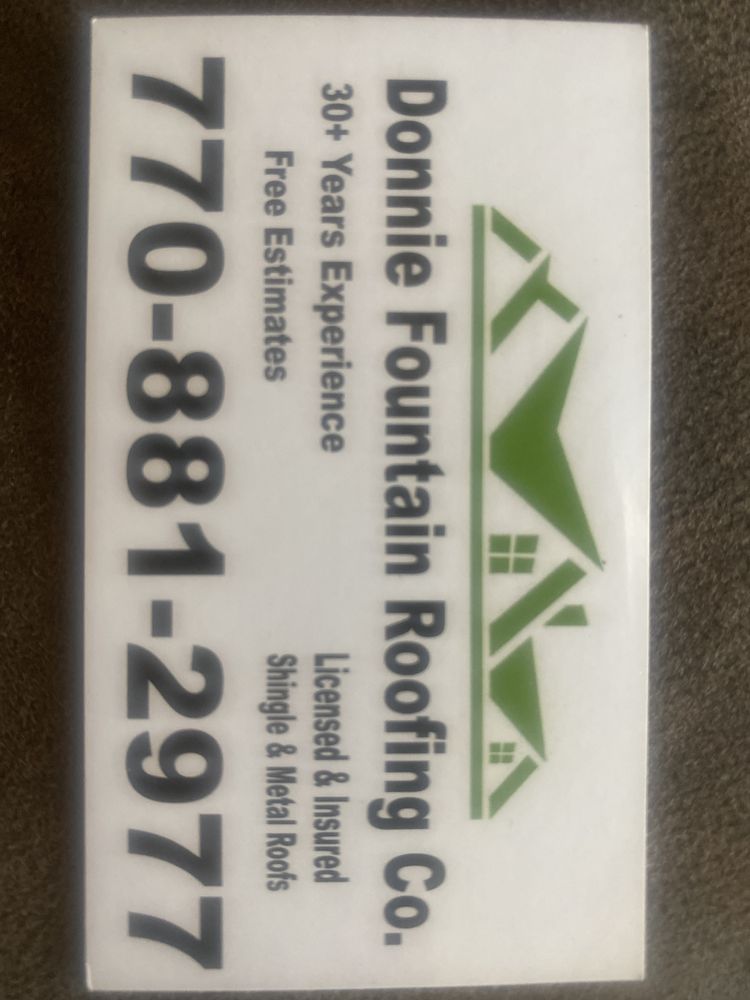 Donnie Fountain Roofing Co.
30+ Years Experience
Free Estimates
Licensed & Insured
Shingle & Metal Roofs
770-881-2977